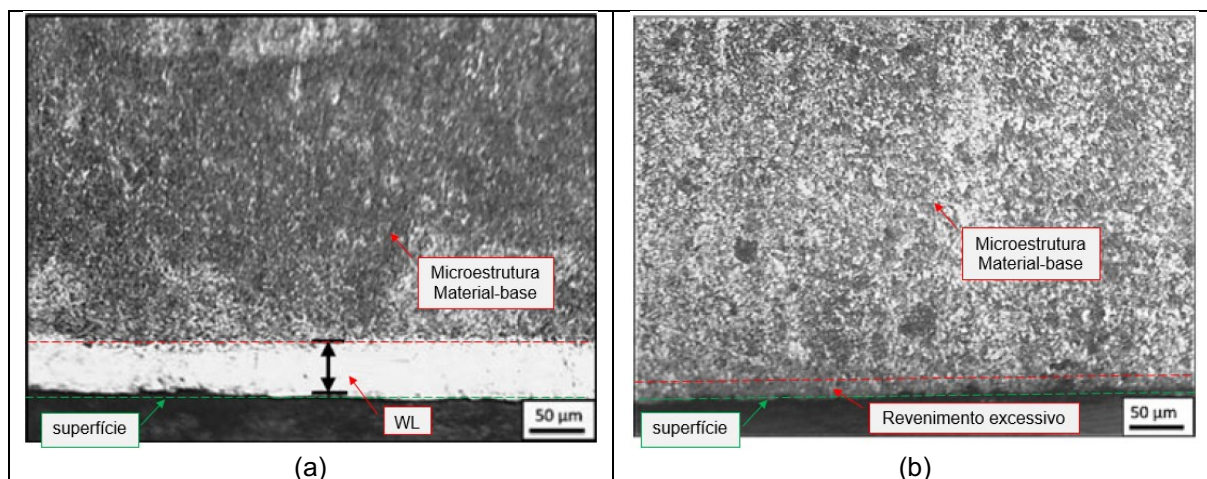 Microestrutura
Material-base
superfície
WL
50 µm
(a)
Microestrutura
Material-base
superfície
Revenimento excessivo
50 µm
(b)